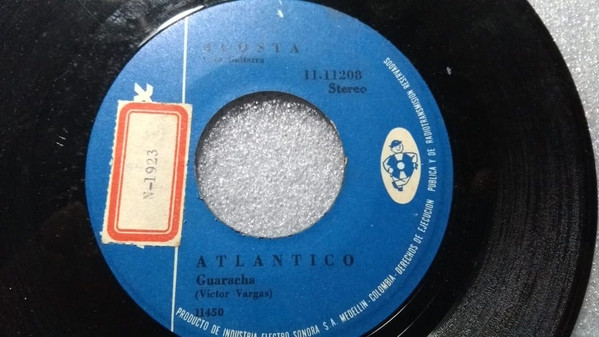 ACOSTA
Guitarra
11-11208
Stereo
N-1923
ATLANTICO
Guaracha
(Victor Vargas)
11450
PRODUCTO DE INDUSTRIA ELECTRO SONORA S A. MEDELLIN-COLOMBIA-DERECHOS DE EJECUCION PUBLICA Y DE RADIOTRANSMISION RESERVADOS